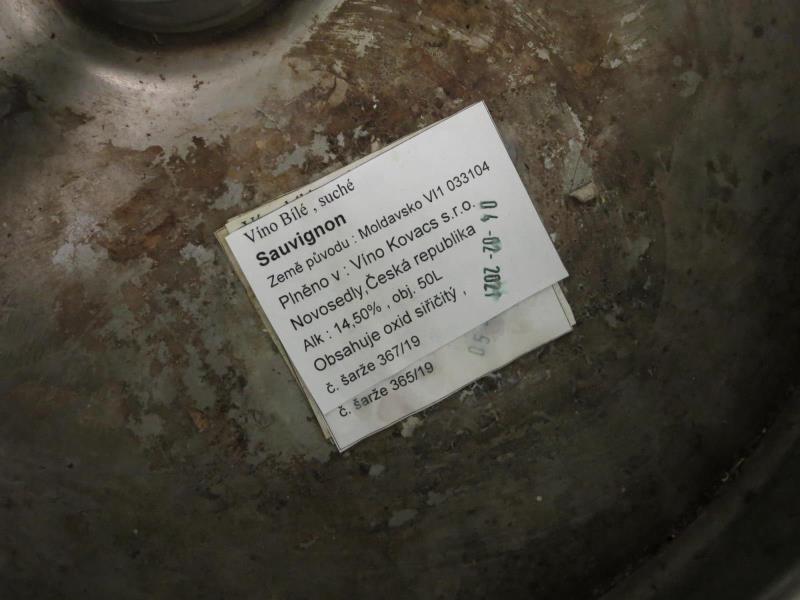 Víno Bílé , suché
Sauvignon
Země původu : Moldavsko VI1 033104
Plněno v : Víno Kovacs s.r.o.
Novosedly,Česká republika
Alk : 14,50% , obj. 50L
Obsahuje oxid siřičitý ,
č. šarže 367/19
04 -02- 2021
č. šarže 365/19
05 -